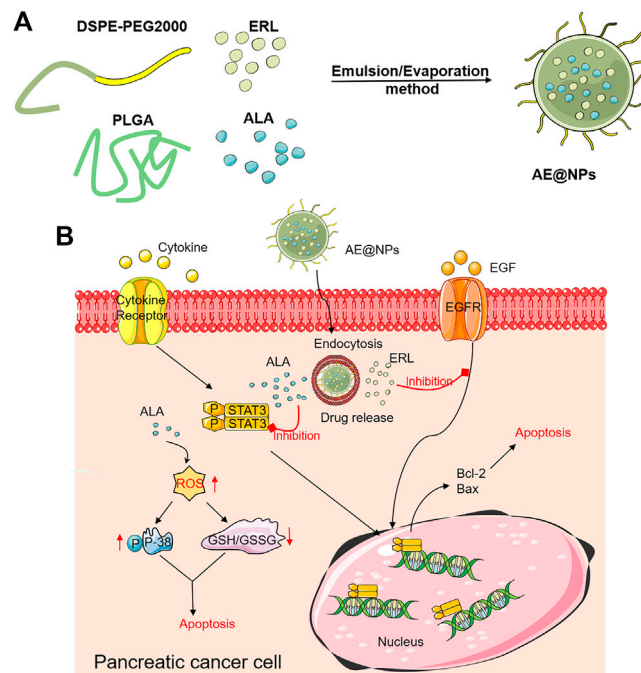 A
DSPE-PEG2000
ERL
PLGA
ALA
Emulsion/Evaporation
method
AE@NPs
B
Cytokine
AE@NPs
EGF
Cytokine
Receptor
EGFR
Endocytosis
ALA
ERL
Inhibition
Drug release
P
STAT3
P
STAT3
Inhibition
ALA
ROS
P
P-38
GSH/GSSG
Apoptosis
Bcl-2
Bax
Apoptosis
Nucleus
Pancreatic cancer cell